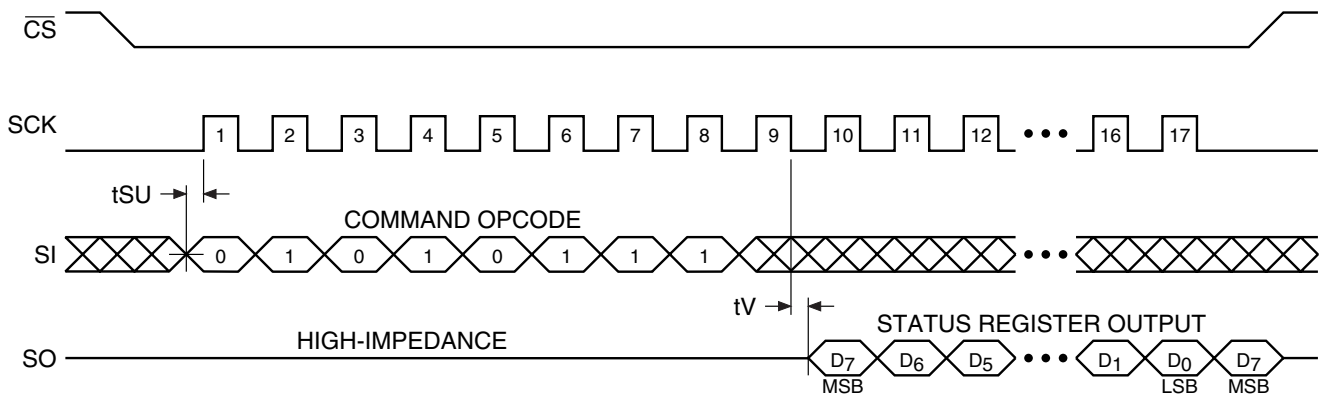 CS
SCK 1 2 3 4 5 6 7 8 9 10 11 12 ••• 16 17
tSU
COMMAND OPCODE
SI 0 1 0 1 0 1 1 1 •••
tV
HIGH-IMPEDANCE STATUS REGISTER OUTPUT
SO D7 D6 D5 ••• D1 D0 D7
MSB LSB MSB